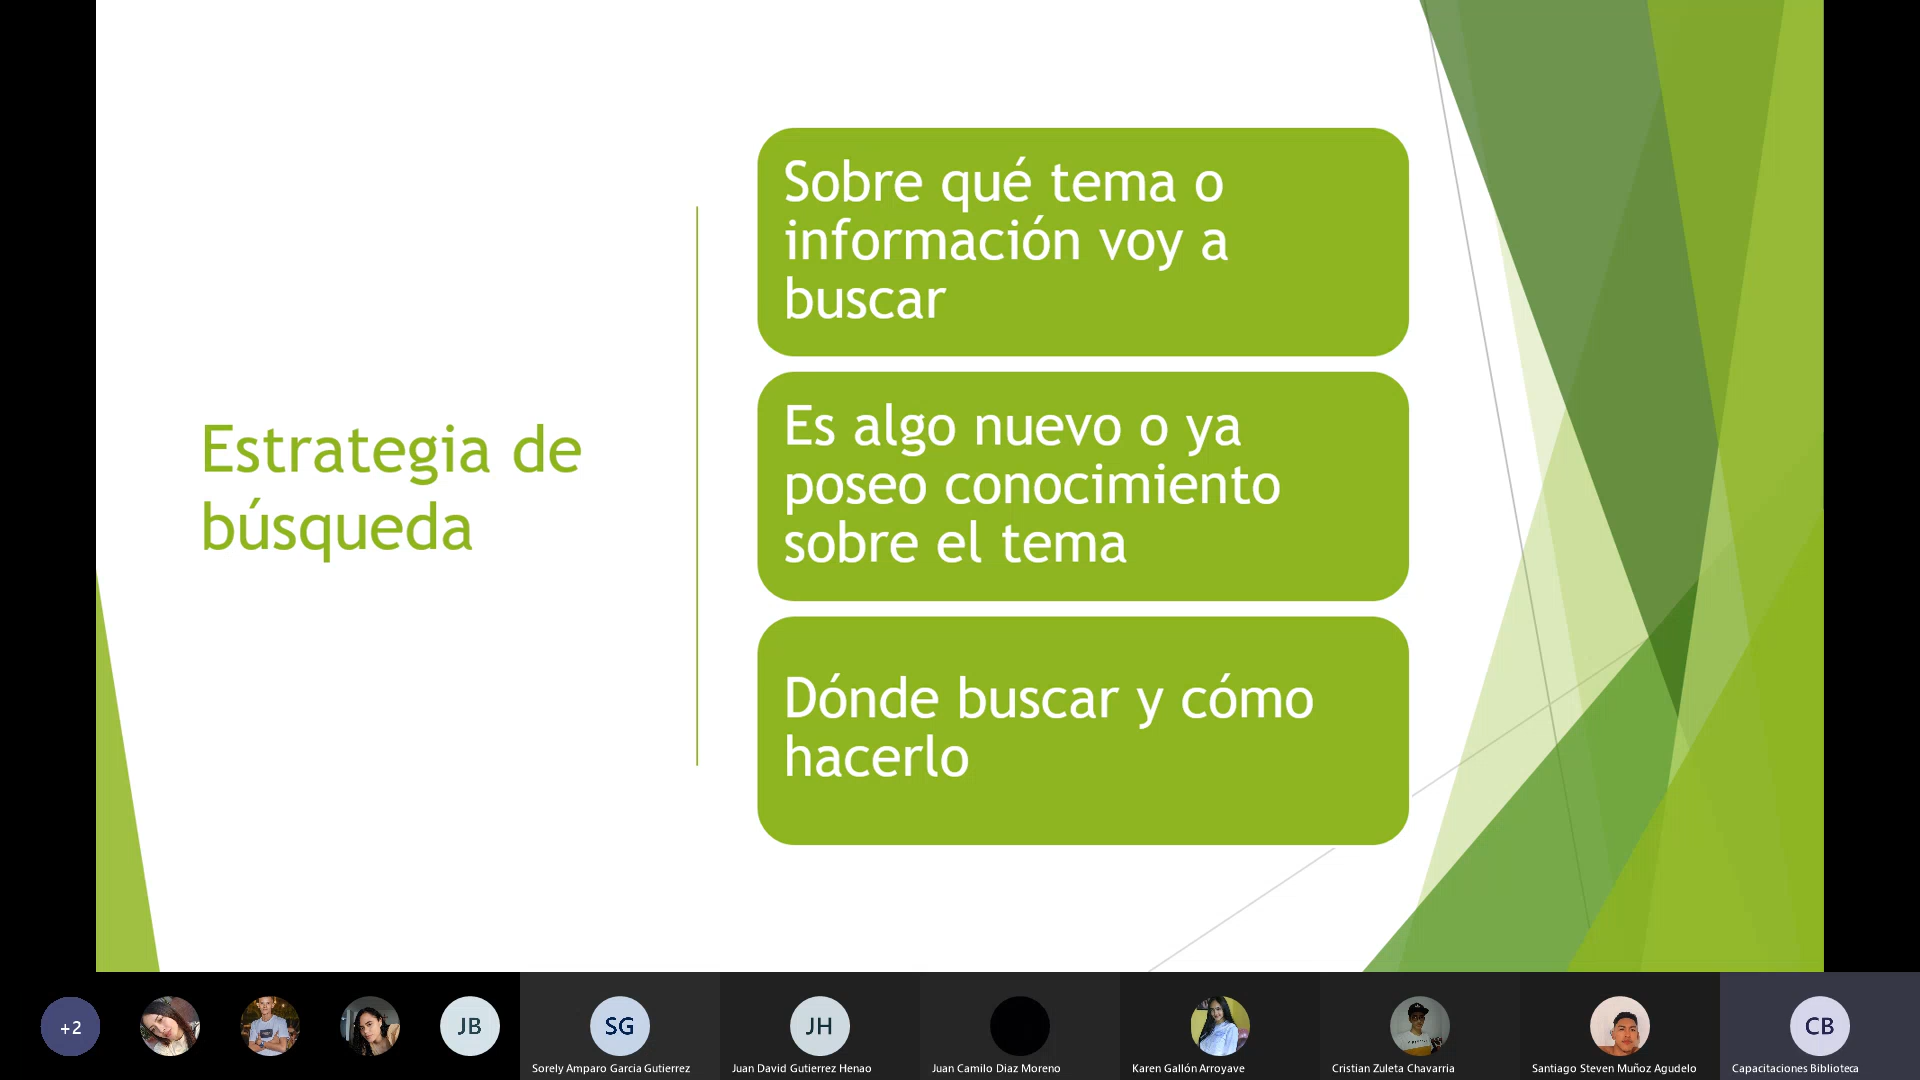 Estrategia de
búsqueda
Sobre qué tema o
información voy a
buscar
Es algo nuevo o ya
poseo conocimiento
sobre el tema
Dónde buscar y cómo
hacerlo
+2
JB
SG
Sorely Amparo Garcia Gutierrez
JH
Juan David Gutierrez Henao
Juan Camilo Diaz Moreno
Karen Gallón Arroyave
Cristian Zuleta Chavarria
Santiago Steven Muñoz Agudelo
CB
Capacitaciones Biblioteca